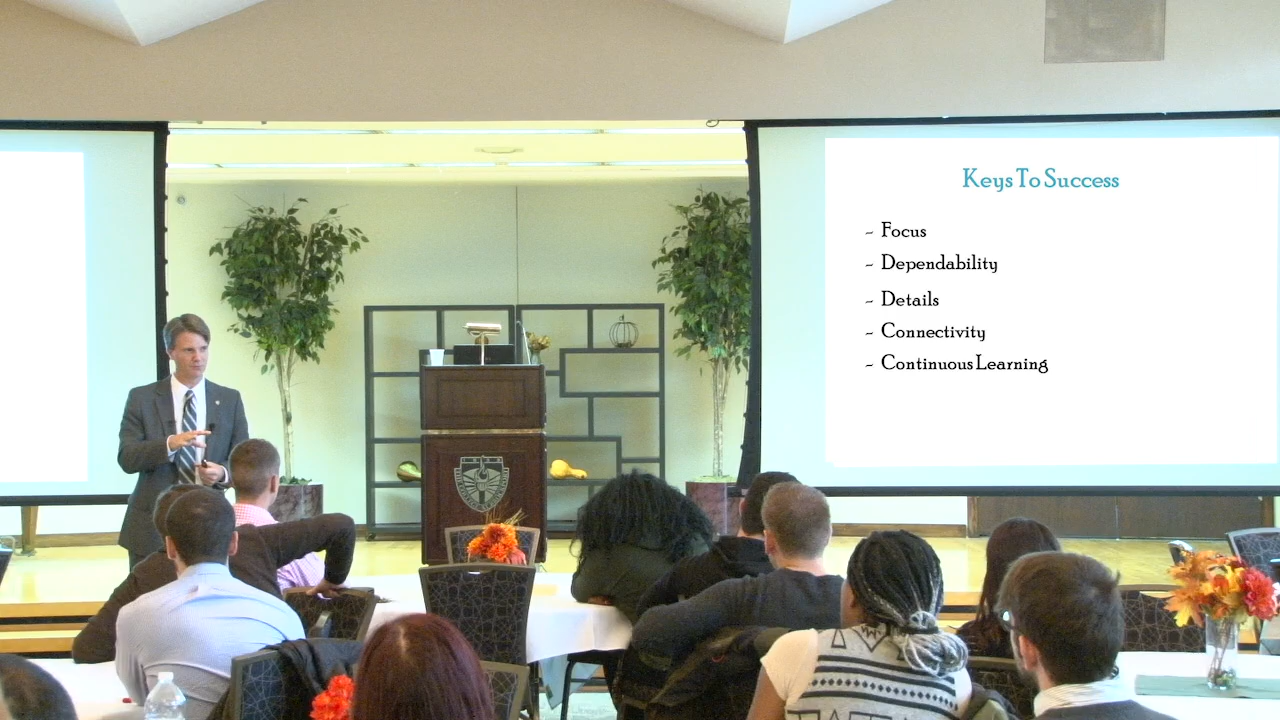 Keys To Success
- Focus
- Dependability
- Details
- Connectivity
- Continuous Learning